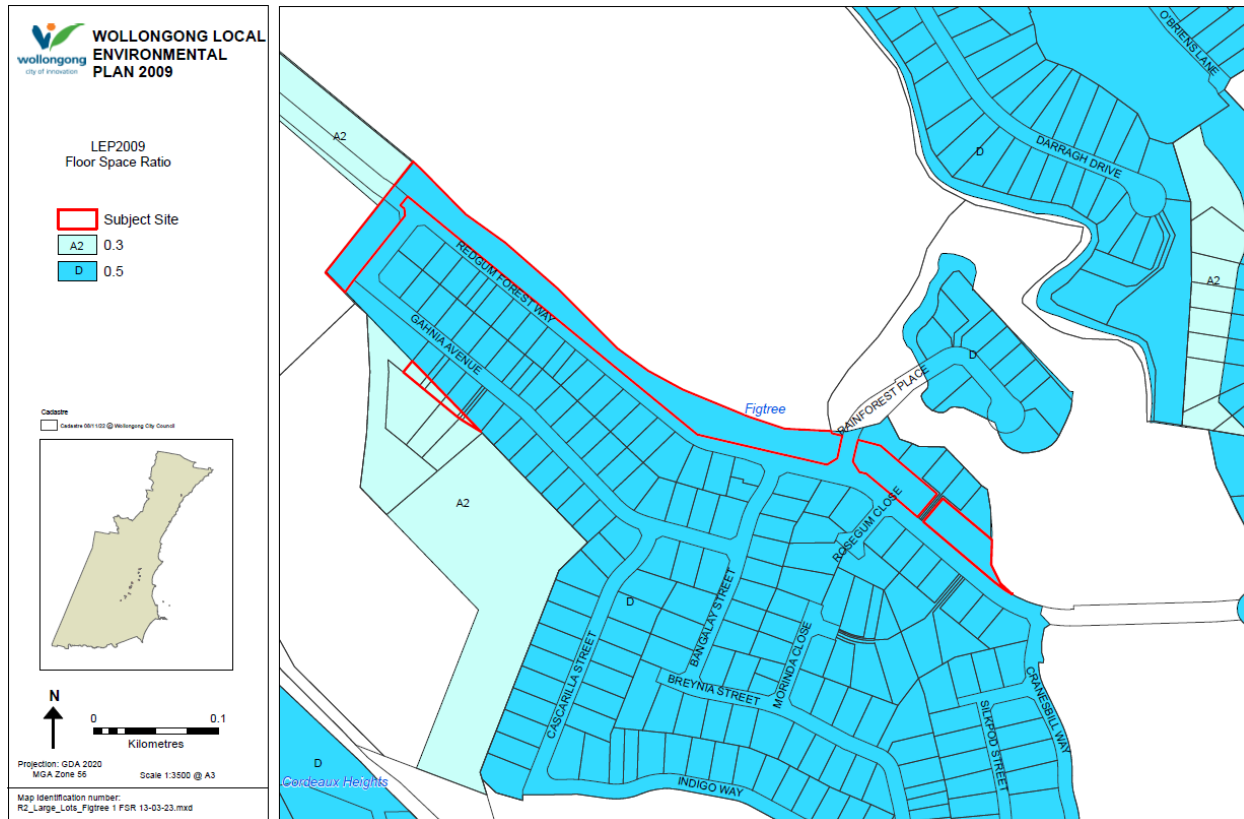 wollongong
city of innovation
WOLLONGONG LOCAL
ENVIRONMENTAL
PLAN 2009
LEP2009
Floor Space Ratio
Subject Site
A2 0.3
D 0.5
Cadastre
Cadastre 08/11/22 @ Wollongong City Council
N
0 0.1
Kilometres
Projection: GDA 2020
MGA Zone 56
Scale 1:3500 @ A3
Map Identification number:
R2_Large_Lots_Figtree 1 FSR 13-03-23.mxd
O'BRIENS LANE
A2
D
DARRAGH DRIVE
REDGUM FOREST WAY
A2
GAHNIA AVENUE
D
RAINFOREST PLACE
Figtree
A2
ROSEGUM CLOSE
D
BANGALAY STREET
CASCARILLA STREET
MORINDA CLOSE
BREYNIA STREET
CRANESBILL WAY
SILKPOD STREET
D
Cordeaux Heights
INDIGO WAY